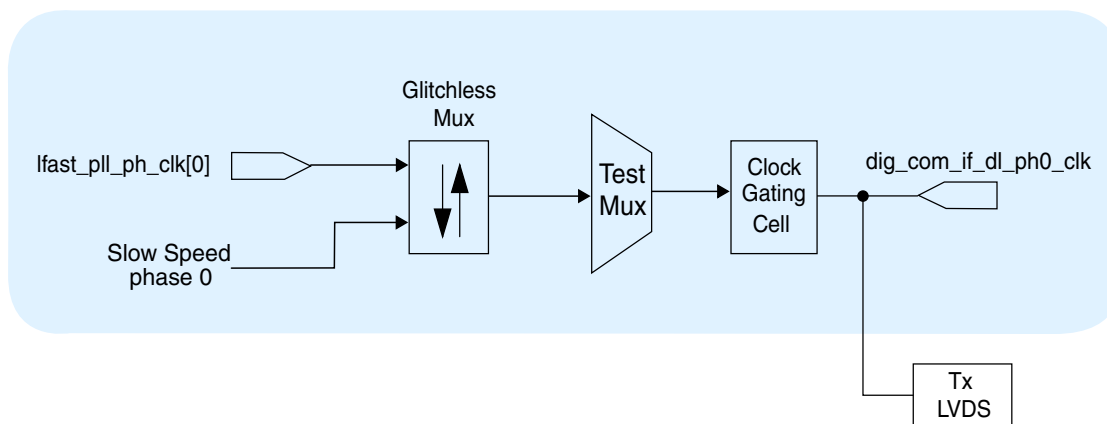 Glitchless
Mux
lfast_pll_ph_clk[0]
Slow Speed
phase 0
Test
Mux
Clock
Gating
Cell
dig_com_if_dl_ph0_clk
Tx
LVDS